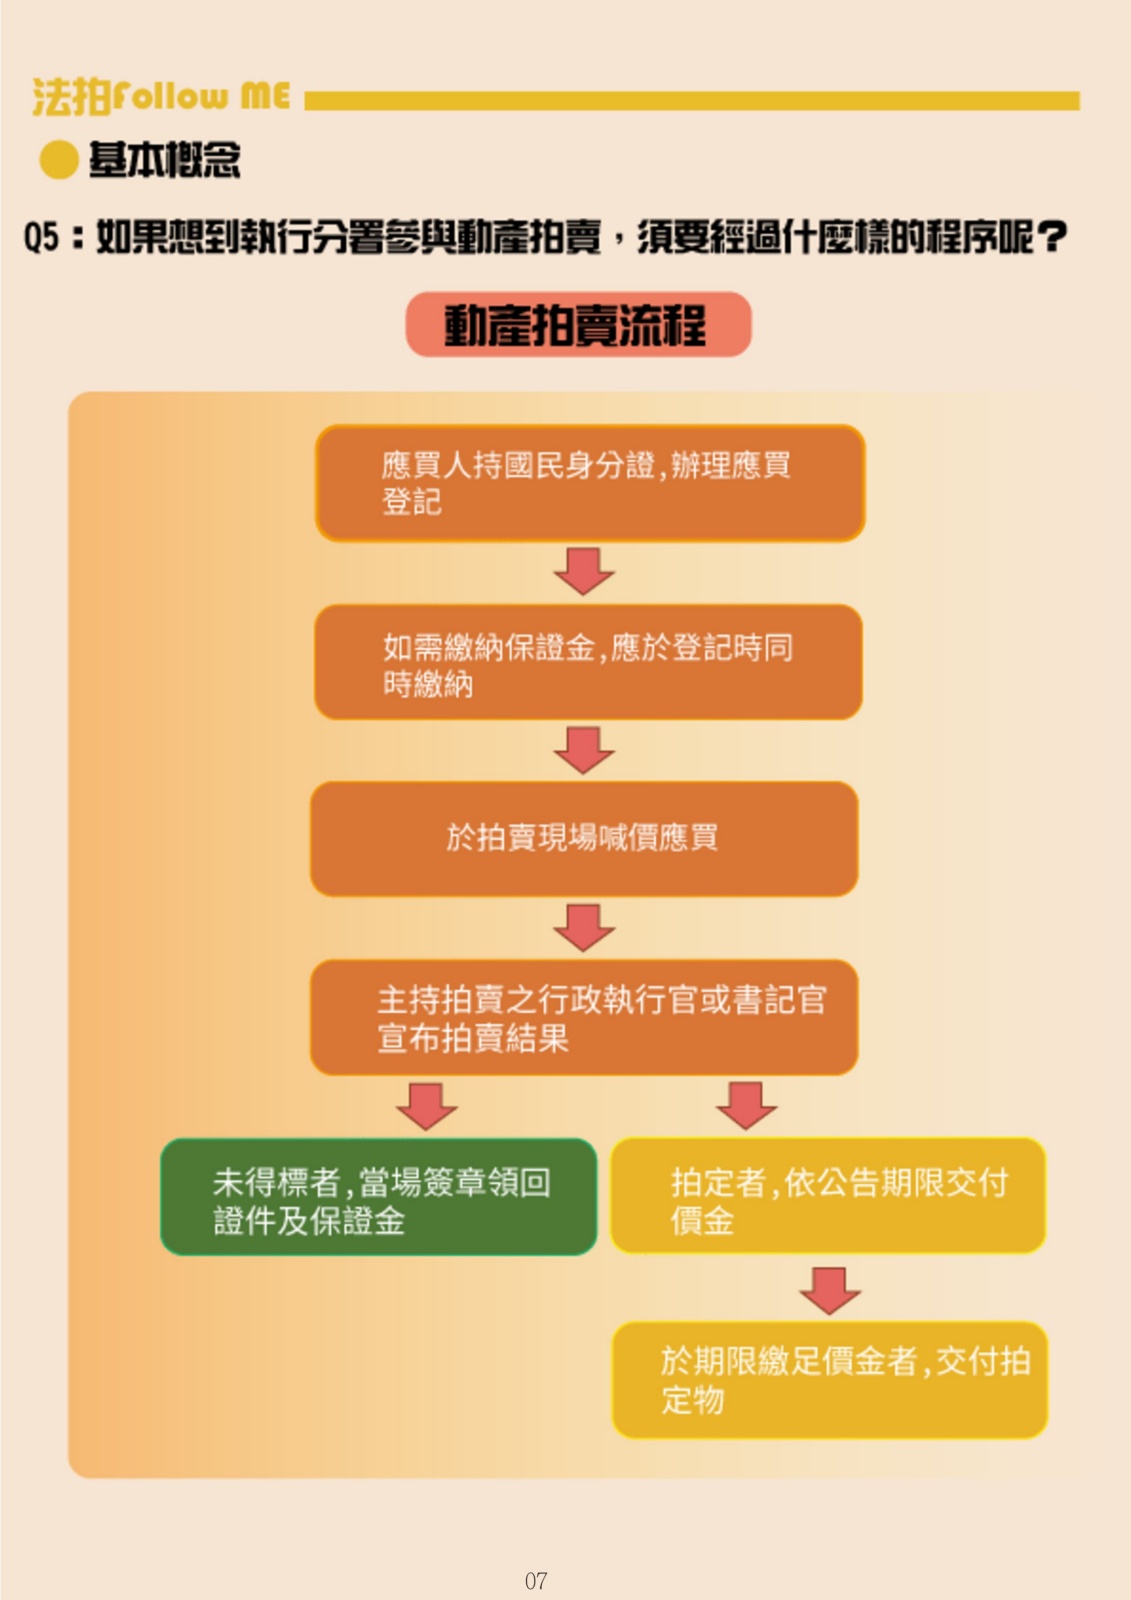 法拍Follow ME
基本概念
Q5：如果想到執行分署參與動產拍賣，須要經過什麼樣的程序呢？
動產拍賣流程
應買人持國民身分證,辦理應買
登記
如需繳納保證金,應於登記時同
時繳納
於拍賣現場喊價應買
主持拍賣之行政執行官或書記官
宣布拍賣結果
未得標者,當場簽章領回
證件及保證金
拍定者,依公告期限交付
價金
於期限繳足價金者,交付拍
定物
07